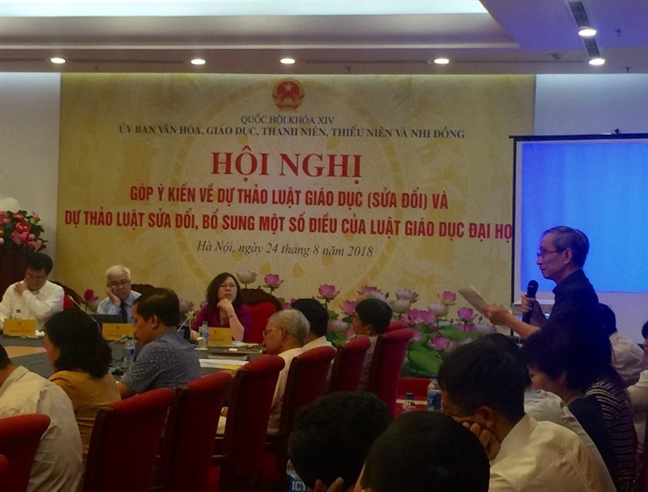 QUỐC HỘI KHÓA XIV
ỦY BAN VĂN HÓA, GIÁO DỤC, THANH NIÊN, THIẾU NIÊN VÀ NHI ĐỒNG
HỘI NGHỊ
GÓP Ý KIẾN VỀ DỰ THẢO LUẬT GIÁO DỤC (SỬA ĐỔI) VÀ
DỰ THẢO LUẬT SỬA ĐỔI, BỔ SUNG MỘT SỐ ĐIỀU CỦA LUẬT GIÁO DỤC ĐẠI HỌ
Hà Nội, ngày 24 tháng 8 năm 2018